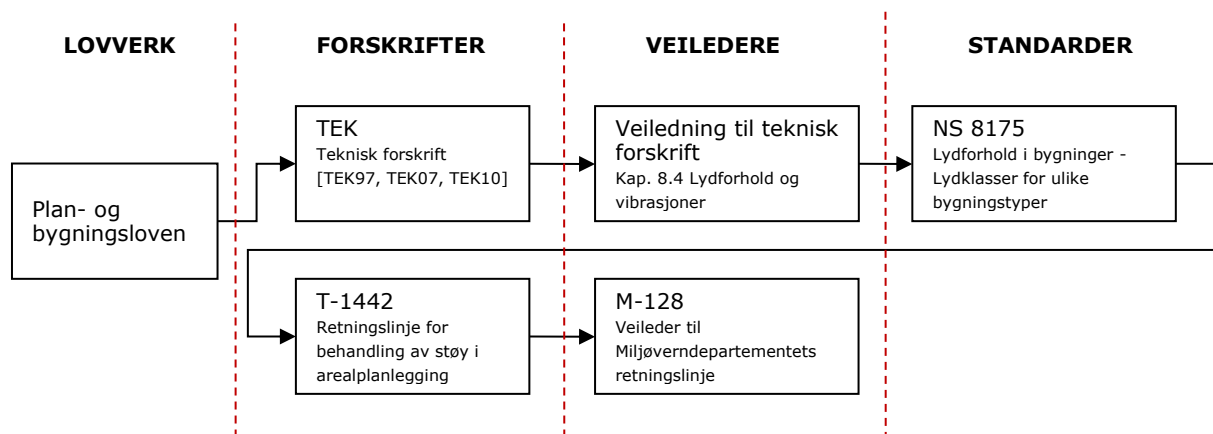 LOVVERK
FORSKRIFTER
VEILEDERE
STANDARDER
Plan- og
bygningsloven
TEK
Teknisk forskrift
[TEK97, TEK07, TEK10]
Veiledning til teknisk
forskrift
Kap. 8.4 Lydforhold og
vibrasjoner
NS 8175
Lydforhold i bygninger -
Lydklasser for ulike
bygningstyper
T-1442
Retningslinje for
behandling av støy i
arealplanlegging
M-128
Veileder til
Miljøverndepartementets
retningslinje